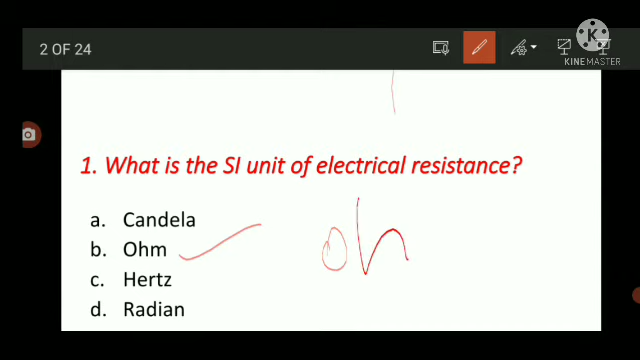 2 OF 24
K
KINEMASTER
1. What is the SI unit of electrical resistance?
a. Candela
b. Ohm
c. Hertz
d. Radian
oh